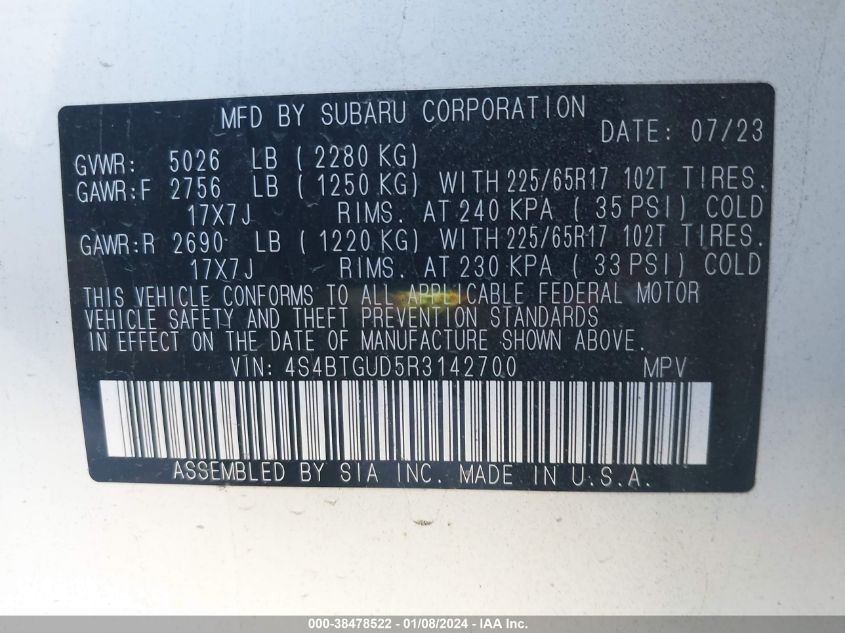 MFD BY SUBARU CORPORATION
DATE: 07/23
GVWR: 5026 LB ( 2280 KG)
GAWR:F 2756 LB ( 1250 KG) WITH 225/65R17 102T TIRES.
17X7J RIMS. AT 240 KPA ( 35 PSI) COLD
GAWR:R 2690 LB ( 1220 KG) WITH 225/65R17 102T TIRES.
17X7J RIMS. AT 230 KPA ( 33 PSI) COLD
THIS VEHICLE CONFORMS TO ALL APPLICABLE FEDERAL MOTOR
VEHICLE SAFETY AND THEFT PREVENTION STANDARDS
IN EFFECT ON THE DATE OF MANUFACTURE SHOWN ABOVE.
VIN: 4S4BTGUD5R3142700 MPV
ASSEMBLED BY SIA INC. MADE IN U.S.A.
000-38478522 - 01/08/2024 - IAA Inc.